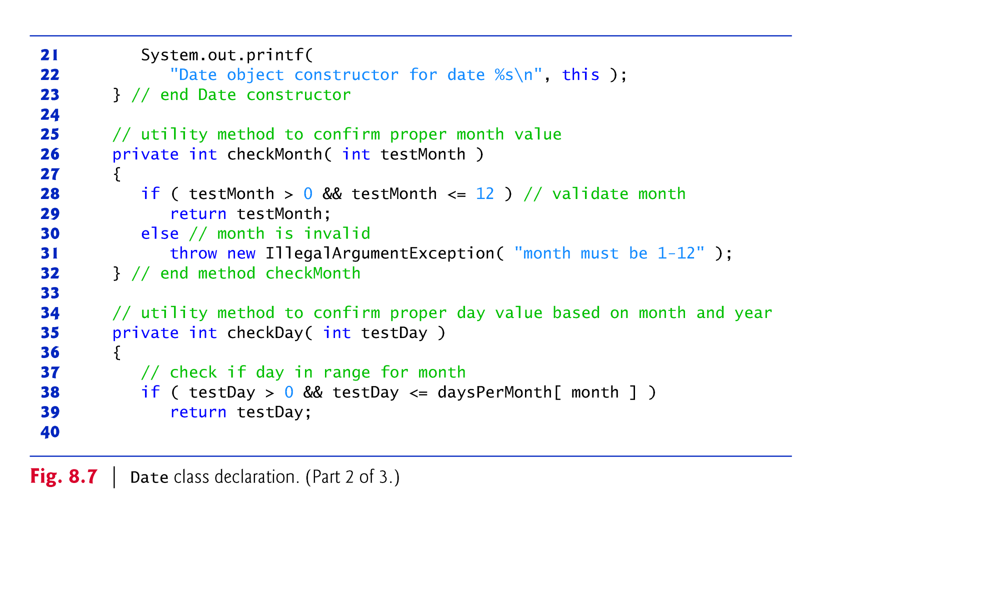 21 System.out.printf(
22 "Date object constructor for date %s\n", this );
23 } // end Date constructor
24
25 // utility method to confirm proper month value
26 private int checkMonth( int testMonth )
27 {
28 if ( testMonth > 0 && testMonth <= 12 ) // validate month
29 return testMonth;
30 else // month is invalid
31 throw new IllegalArgumentException( "month must be 1-12" );
32 } // end method checkMonth
33
34 // utility method to confirm proper day value based on month and year
35 private int checkDay( int testDay )
36 {
37 // check if day in range for month
38 if ( testDay > 0 && testDay <= daysPerMonth[ month ] )
39 return testDay;
40
Fig. 8.7 | Date class declaration. (Part 2 of 3.)